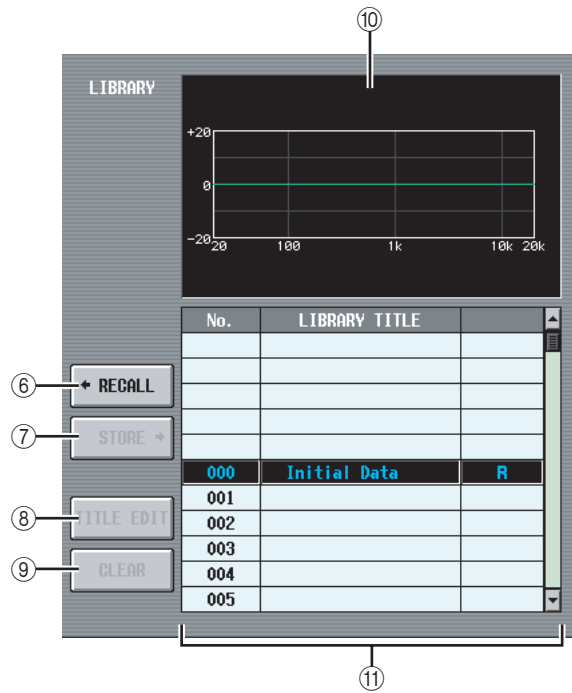 ⑩
LIBRARY
+20
0
-20
20 100 1k 10k 20k
No. LIBRARY TITLE
⑥ RECALL
⑦ STORE
000 Initial Data R
001
⑧ TITLE EDIT
002
003
⑨ CLEAR
004
005
⑪